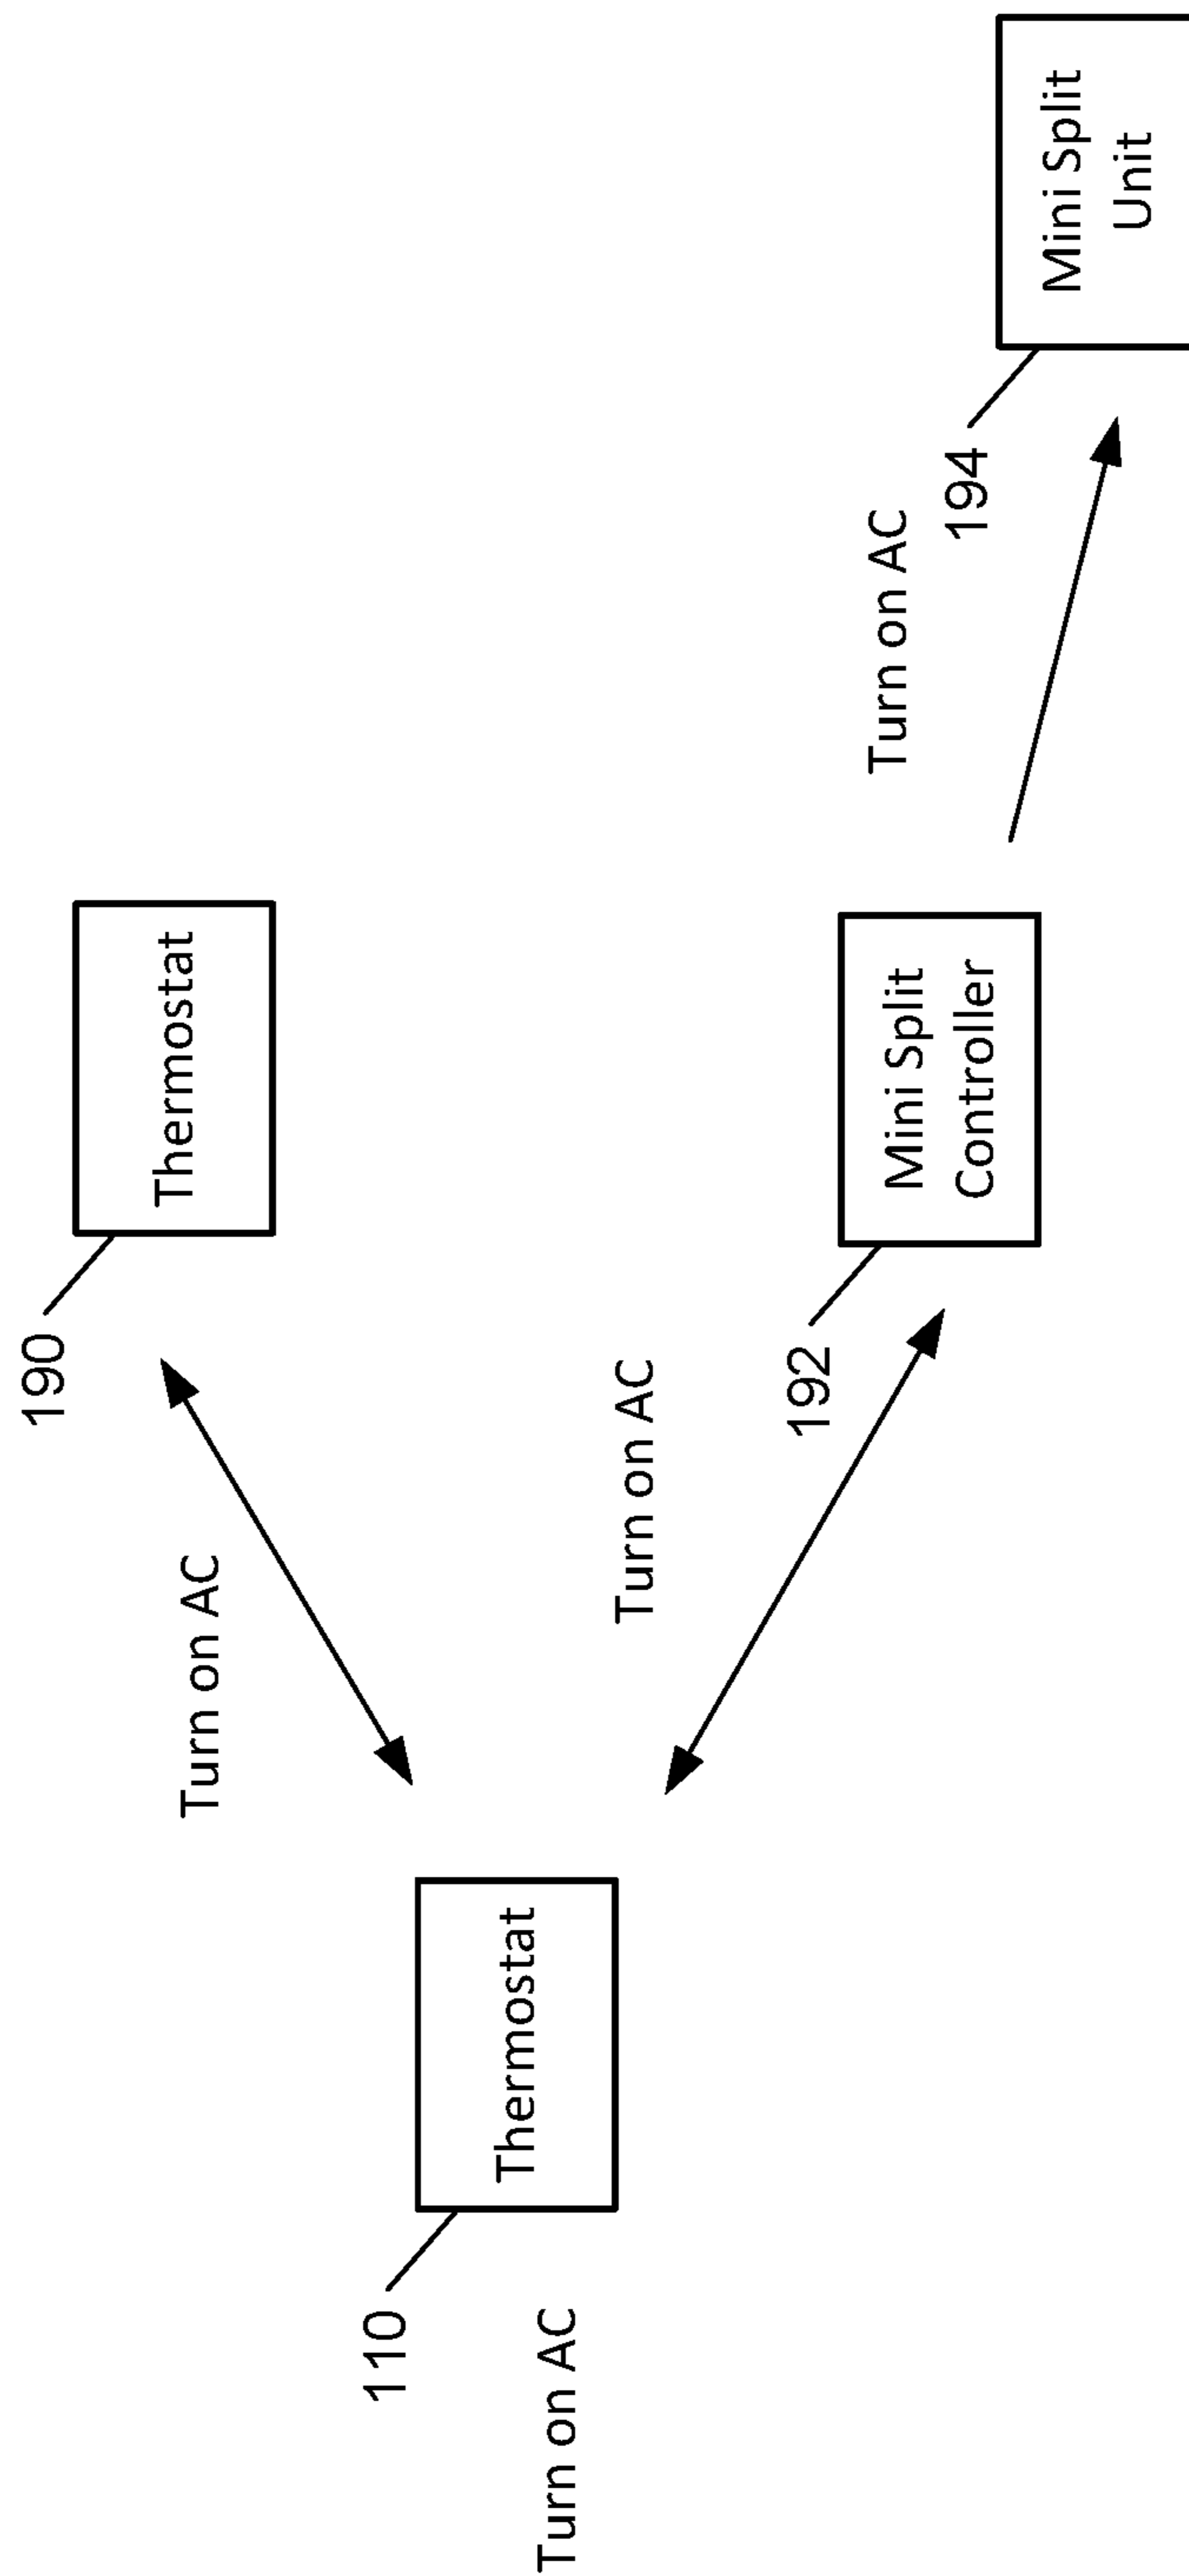 190
Thermostat
Turn on AC
110
Thermostat
Turn on AC
Turn on AC
192
Mini Split
Controller
Turn on AC
194
Mini Split
Unit